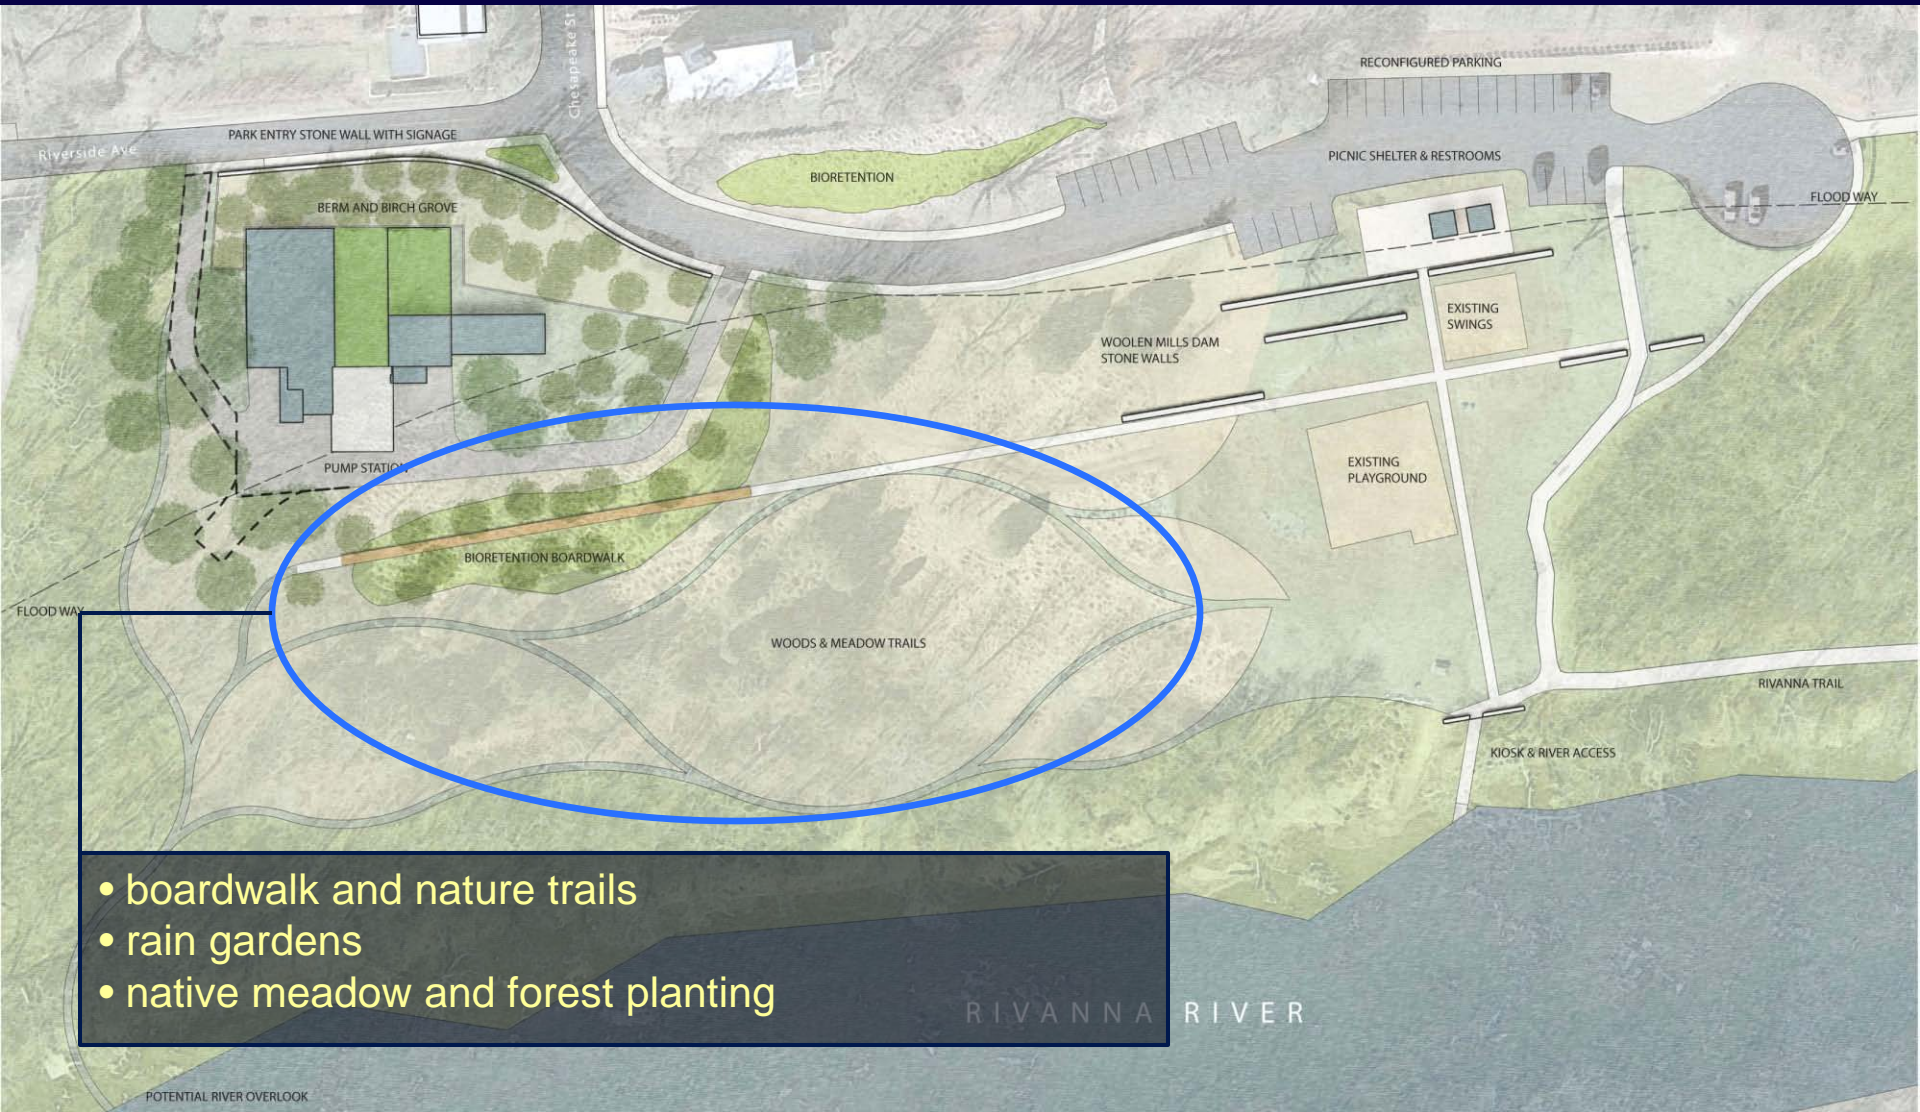 Chesapeake St
RECONFIGURED PARKING
PARK ENTRY STONE WALL WITH SIGNAGE
Riverside Ave
PICNIC SHELTER & RESTROOMS
BIORETENTION
FLOOD WAY
BERM AND BIRCH GROVE
EXISTING
SWINGS
WOOLEN MILLS DAM
STONE WALLS
PUMP STATION
EXISTING
PLAYGROUND
BIORETENTION BOARDWALK
FLOOD WAY
WOODS & MEADOW TRAILS
RIVANNA TRAIL
KIOSK & RIVER ACCESS
• boardwalk and nature trails
• rain gardens
• native meadow and forest planting
RIVANNA RIVER
POTENTIAL RIVER OVERLOOK